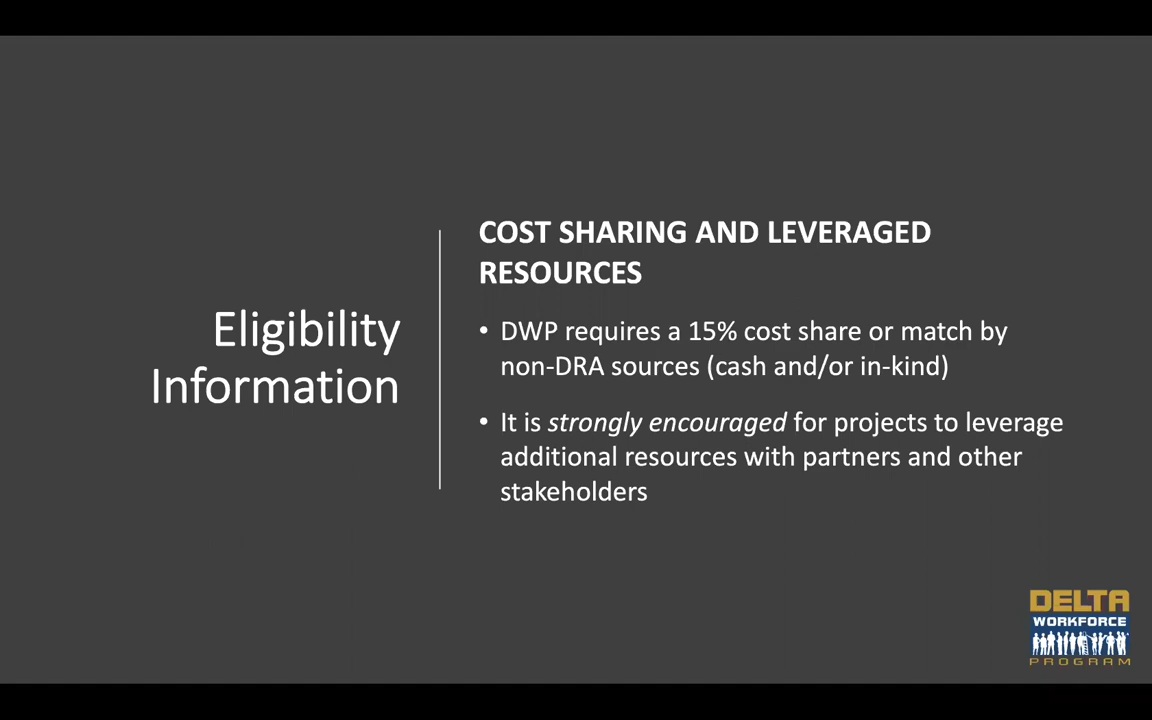 Eligibility
Information
COST SHARING AND LEVERAGED
RESOURCES
• DWP requires a 15% cost share or match by
non-DRA sources (cash and/or in-kind)
• It is strongly encouraged for projects to leverage
additional resources with partners and other
stakeholders
DELTA
WORKFORCE
PROGRAM